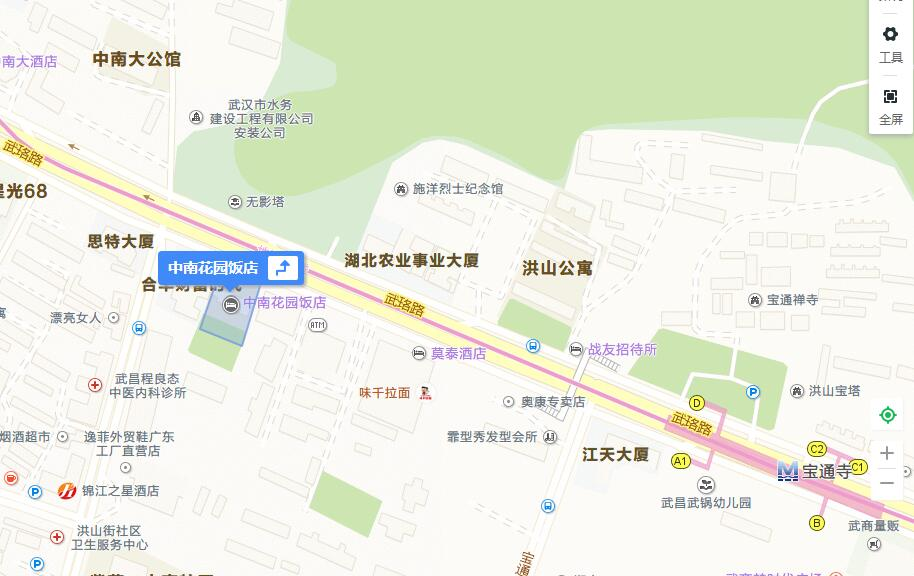 中南大公馆
南大酒店
工具
全屏
武汉市水务
建设工程有限公司
安装公司
武珞路
星光68
施洋烈士纪念馆
无影塔
思特大厦
中南花园饭店
湖北农业事业大厦
洪山公寓
中南花园饭店
武珞路
宝通禅寺
漂亮女人
ATM
莫泰酒店
战友招待所
武昌程良态
中医内科诊所
味千拉面
奥康专卖店
P
洪山宝塔
D
武珞路
烟酒超市
逸菲外贸鞋广东
工厂直营店
霏型秀发型会所
江天大厦
A1
C2
C1
宝通寺
P
锦江之星酒店
武昌武锅幼儿园
B
武商量贩
洪山街社区
卫生服务中心
P
宝通